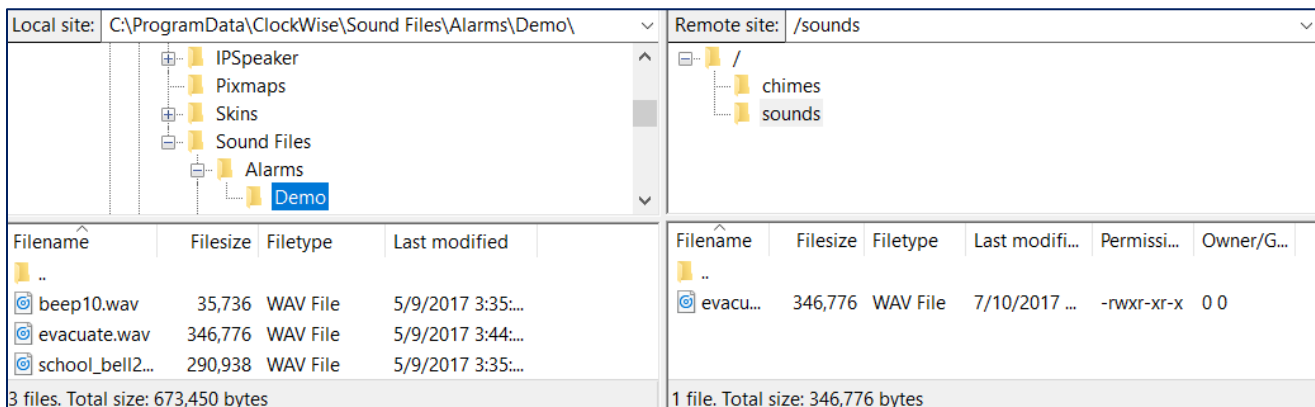 Local site: C:\ProgramData\ClockWise\Sound Files\Alarms\Demo\
IPSpeaker
Pixmaps
Skins
Sound Files
Alarms
Demo
Filename Filesize Filetype Last modified
..
beep10.wav 35,736 WAV File 5/9/2017 3:35:...
evacuate.wav 346,776 WAV File 5/9/2017 3:44:...
school_bell2... 290,938 WAV File 5/9/2017 3:35:...
3 files. Total size: 673,450 bytes
Remote site: /sounds
/
chimes
sounds
Filename Filesize Filetype Last modifi... Permissi... Owner/G...
..
evacu... 346,776 WAV File 7/10/2017 ... -rwxr-xr-x 0 0
1 file. Total size: 346,776 bytes